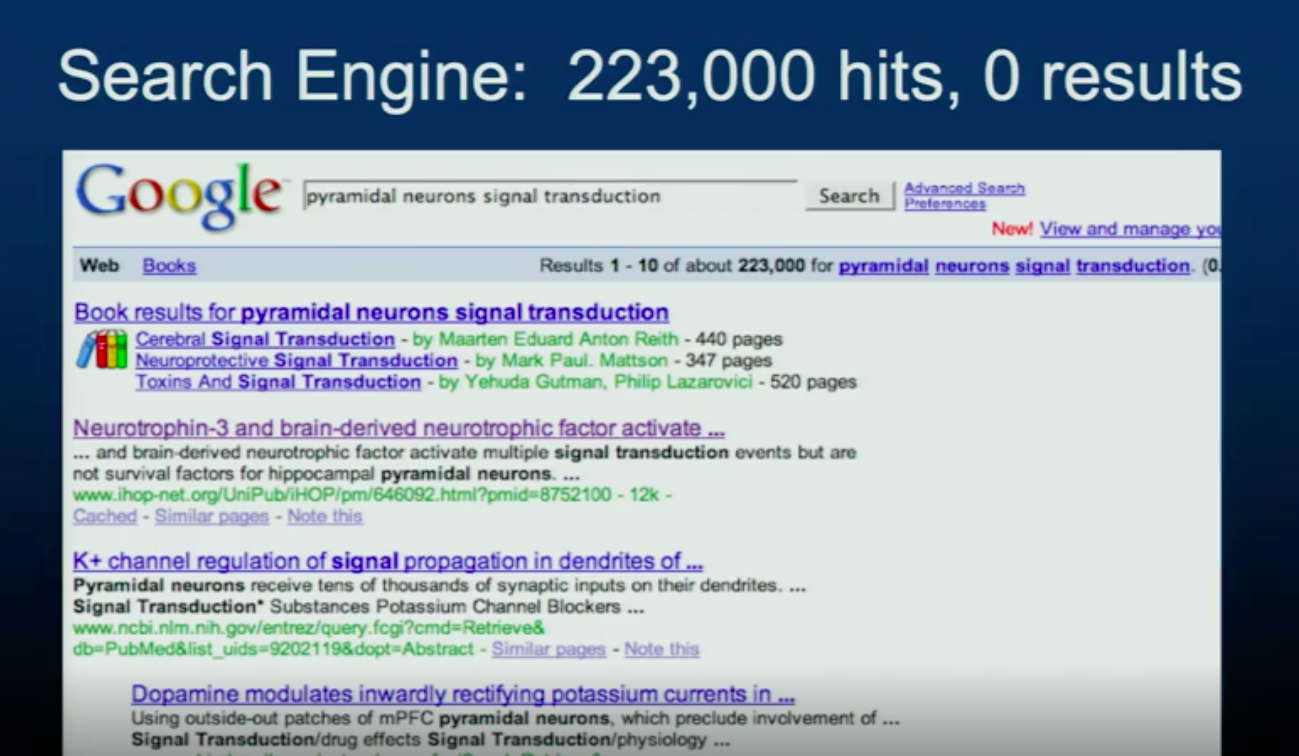 Search Engine: 223,000 hits, 0 results
Google pyramidal neurons signal transduction Search Advanced Search
Preferences
New! View and manage you
Web Books Results 1 - 10 of about 223,000 for pyramidal neurons signal transduction. (0.
Book results for pyramidal neurons signal transduction
Cerebral Signal Transduction - by Maarten Eduard Anton Reith - 440 pages
Neuroprotective Signal Transduction - by Mark Paul. Mattson - 347 pages
Toxins And Signal Transduction - by Yehuda Gutman, Philip Lazarovici - 520 pages
Neurotrophin-3 and brain-derived neurotrophic factor activate ...
... and brain-derived neurotrophic factor activate multiple signal transduction events but are
not survival factors for hippocampal pyramidal neurons. ...
www.ihop-net.org/UniPub/iHOP/pm/646092.html?pmid=8752100 - 12k -
Cached - Similar pages - Note this
K+ channel regulation of signal propagation in dendrites of ...
Pyramidal neurons receive tens of thousands of synaptic inputs on their dendrites. ...
Signal Transduction* Substances Potassium Channel Blockers ...
www.ncbi.nlm.nih.gov/entrez/query.fcgi?cmd=Retrieve&
db=PubMed&list_uids=9202119&dopt=Abstract - Similar pages - Note this
Dopamine modulates inwardly rectifying potassium currents in ...
Using outside-out patches of mPFC pyramidal neurons, which preclude involvement of ...
Signal Transduction/drug effects Signal Transduction/physiology ...